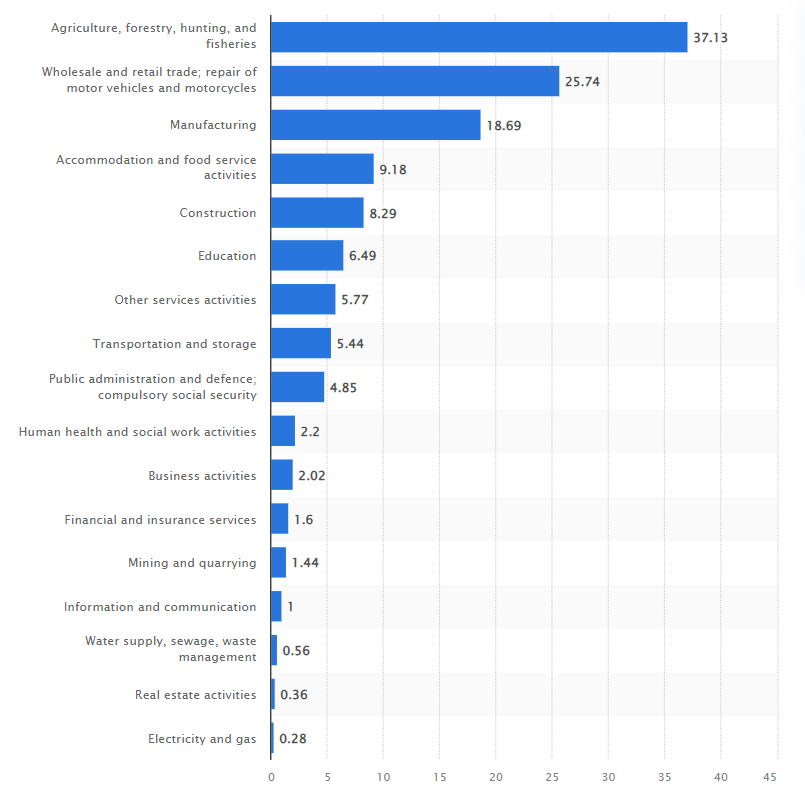 Agriculture, forestry, hunting, and
fisheries
37.13
Wholesale and retail trade; repair of
motor vehicles and motorcycles
25.74
Manufacturing
18.69
Accommodation and food service
activities
9.18
Construction
8.29
Education
6.49
Other services activities
5.77
Transportation and storage
5.44
Public administration and defence;
compulsory social security
4.85
Human health and social work activities
2.2
Business activities
2.02
Financial and insurance services
1.6
Mining and quarrying
1.44
Information and communication
1
Water supply, sewage, waste
management
0.56
Real estate activities
0.36
Electricity and gas
0.28
0 5 10 15 20 25 30 35 40 45